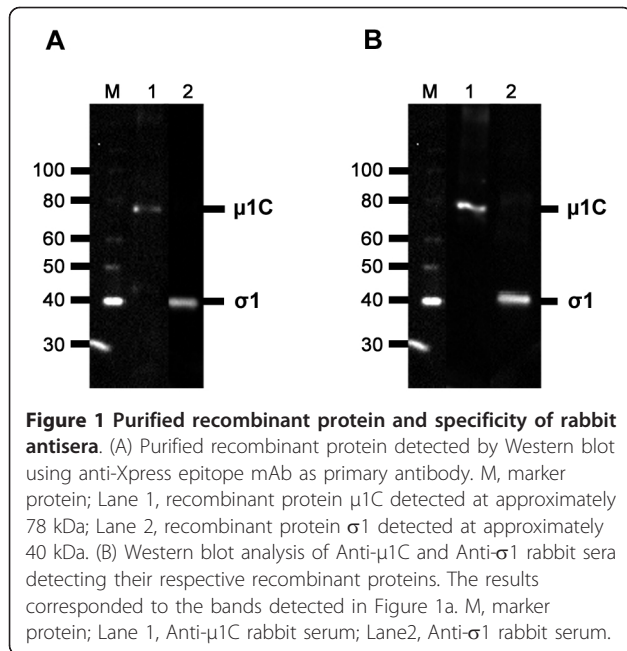 A
B
M 1 2
M 1 2
100
80
60
50
40
30
μ1C
σ1
100
80
60
50
40
30
μ1C
σ1
Figure 1 Purified recombinant protein and specificity of rabbit
antisera. (A) Purified recombinant protein detected by Western blot
using anti-Xpress epitope mAb as primary antibody. M, marker
protein; Lane 1, recombinant protein μ1C detected at approximately
78 kDa; Lane 2, recombinant protein σ1 detected at approximately
40 kDa. (B) Western blot analysis of Anti-μ1C and Anti-σ1 rabbit sera
detecting their respective recombinant proteins. The results
corresponded to the bands detected in Figure 1a. M, marker
protein; Lane 1, Anti-μ1C rabbit serum; Lane2, Anti-σ1 rabbit serum.